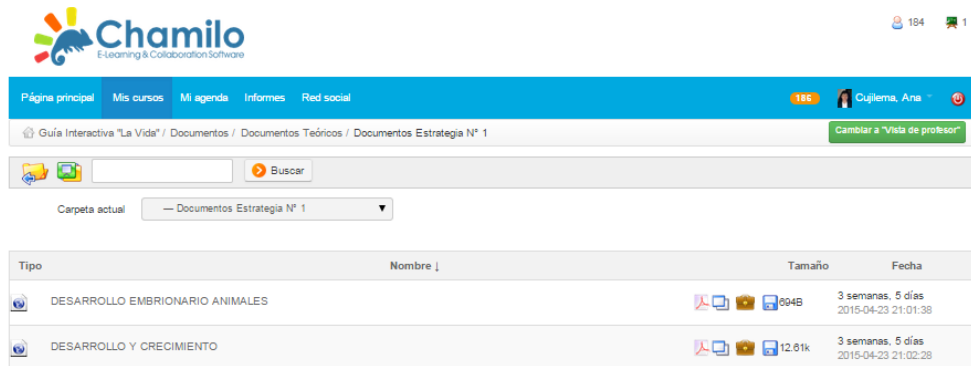 Chamilo
E-Learning & Collaboration Software
184 1
Página principal Mis cursos Mi agenda Informes Red social 186 Cujilema, Ana
Guía Interactiva "La Vida" / Documentos / Documentos Teóricos / Documentos Estrategia N° 1 Cambiar a "Vista de profesor"
Buscar
Carpeta actual — Documentos Estrategia N° 1
Tipo Nombre ↓ Tamaño Fecha
DESARROLLO EMBRIONARIO ANIMALES 694B 3 semanas, 5 días
2015-04-23 21:01:38
DESARROLLO Y CRECIMIENTO 12.61k 3 semanas, 5 días
2015-04-23 21:02:28